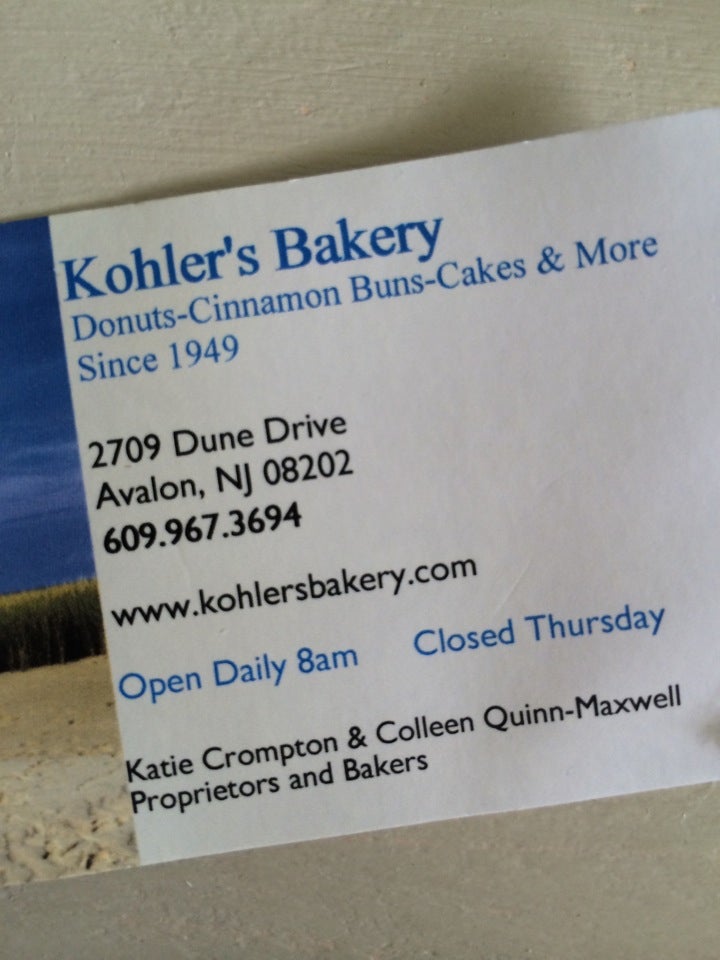 Kohler's Bakery
Donuts-Cinnamon Buns-Cakes & More
Since 1949
2709 Dune Drive
Avalon, NJ 08202
609.967.3694
www.kohlersbakery.com
Open Daily 8am Closed Thursday
Katie Crompton & Colleen Quinn-Maxwell
Proprietors and Bakers